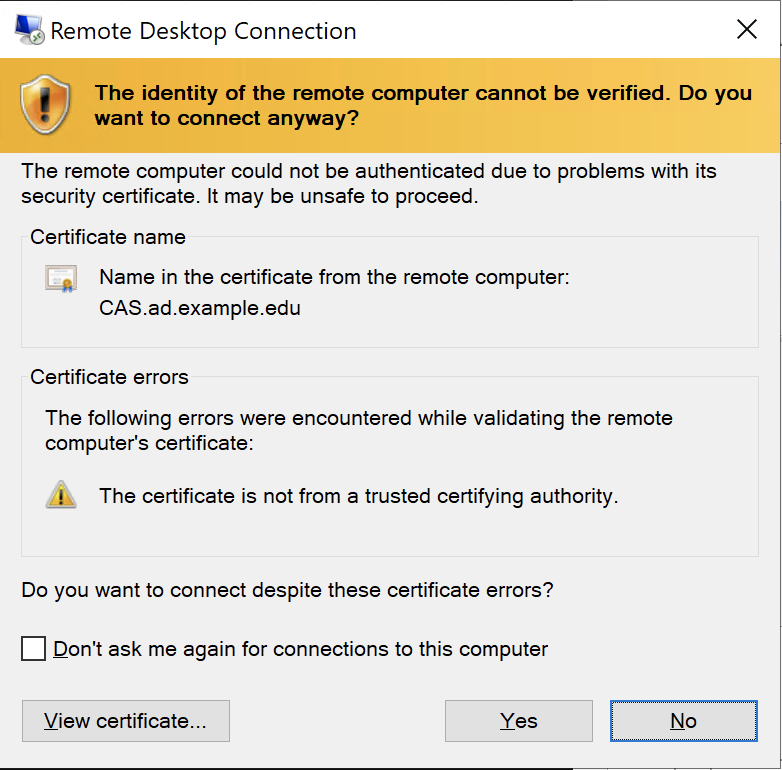 Remote Desktop Connection
The identity of the remote computer cannot be verified. Do you
want to connect anyway?
The remote computer could not be authenticated due to problems with its
security certificate. It may be unsafe to proceed.
Certificate name
Name in the certificate from the remote computer:
CAS.ad.example.edu
Certificate errors
The following errors were encountered while validating the remote
computer's certificate:
The certificate is not from a trusted certifying authority.
Do you want to connect despite these certificate errors?
Don't ask me again for connections to this computer
View certificate... Yes No